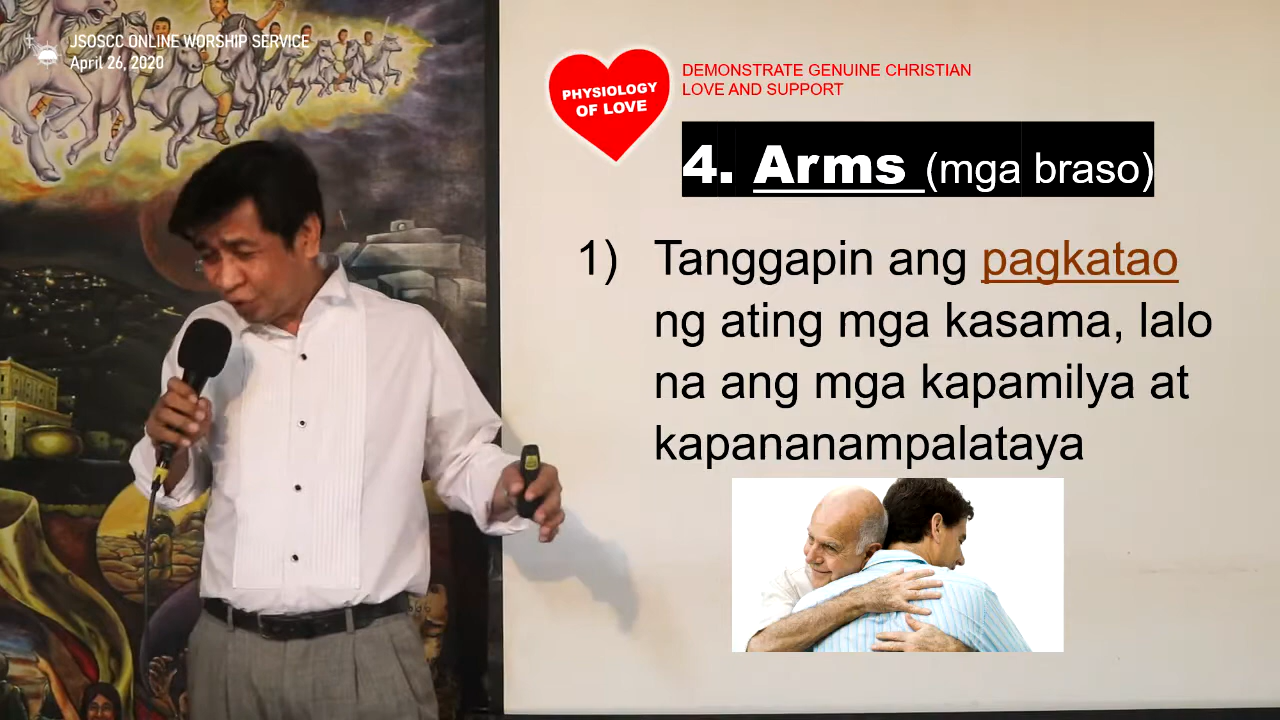 JSOSCC ONLINE WORSHIP SERVICE
April 26, 2020
PHYSIOLOGY
OF LOVE
DEMONSTRATE GENUINE CHRISTIAN
LOVE AND SUPPORT
4. Arms (mga braso)
1) Tanggapin ang pagkatao
ng ating mga kasama, lalo
na ang mga kapamilya at
kapananampalataya